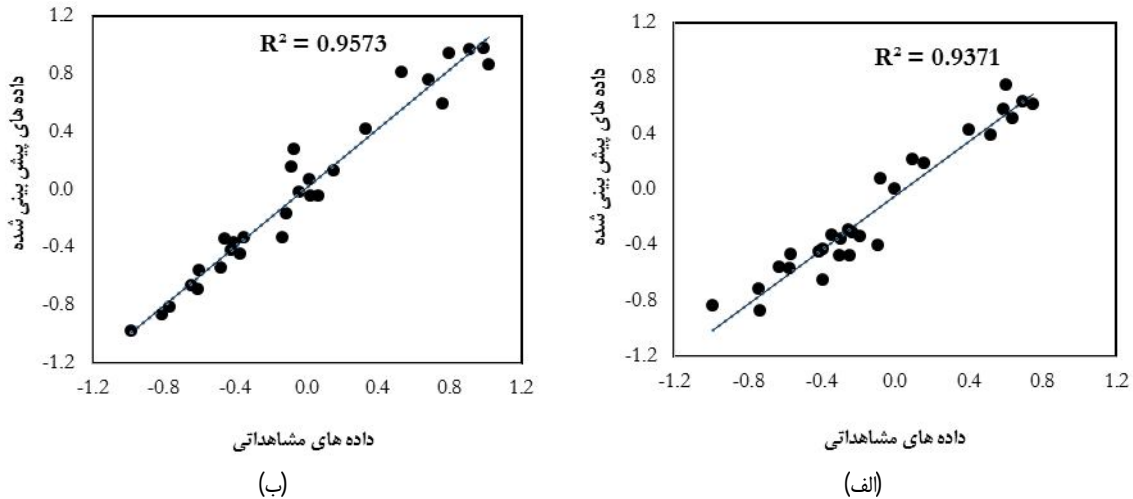 R² = 0.9371
داده های پیش بینی شده
1.2
0.8
0.4
0.0
-0.4
-0.8
-1.2
-1.2 -0.8 -0.4 0.0 0.4 0.8 1.2
داده های مشاهداتی
(الف)
R² = 0.9573
داده های پیش بینی شده
1.2
0.8
0.4
0.0
-0.4
-0.8
-1.2
-1.2 -0.8 -0.4 0.0 0.4 0.8 1.2
داده های مشاهداتی
(ب)